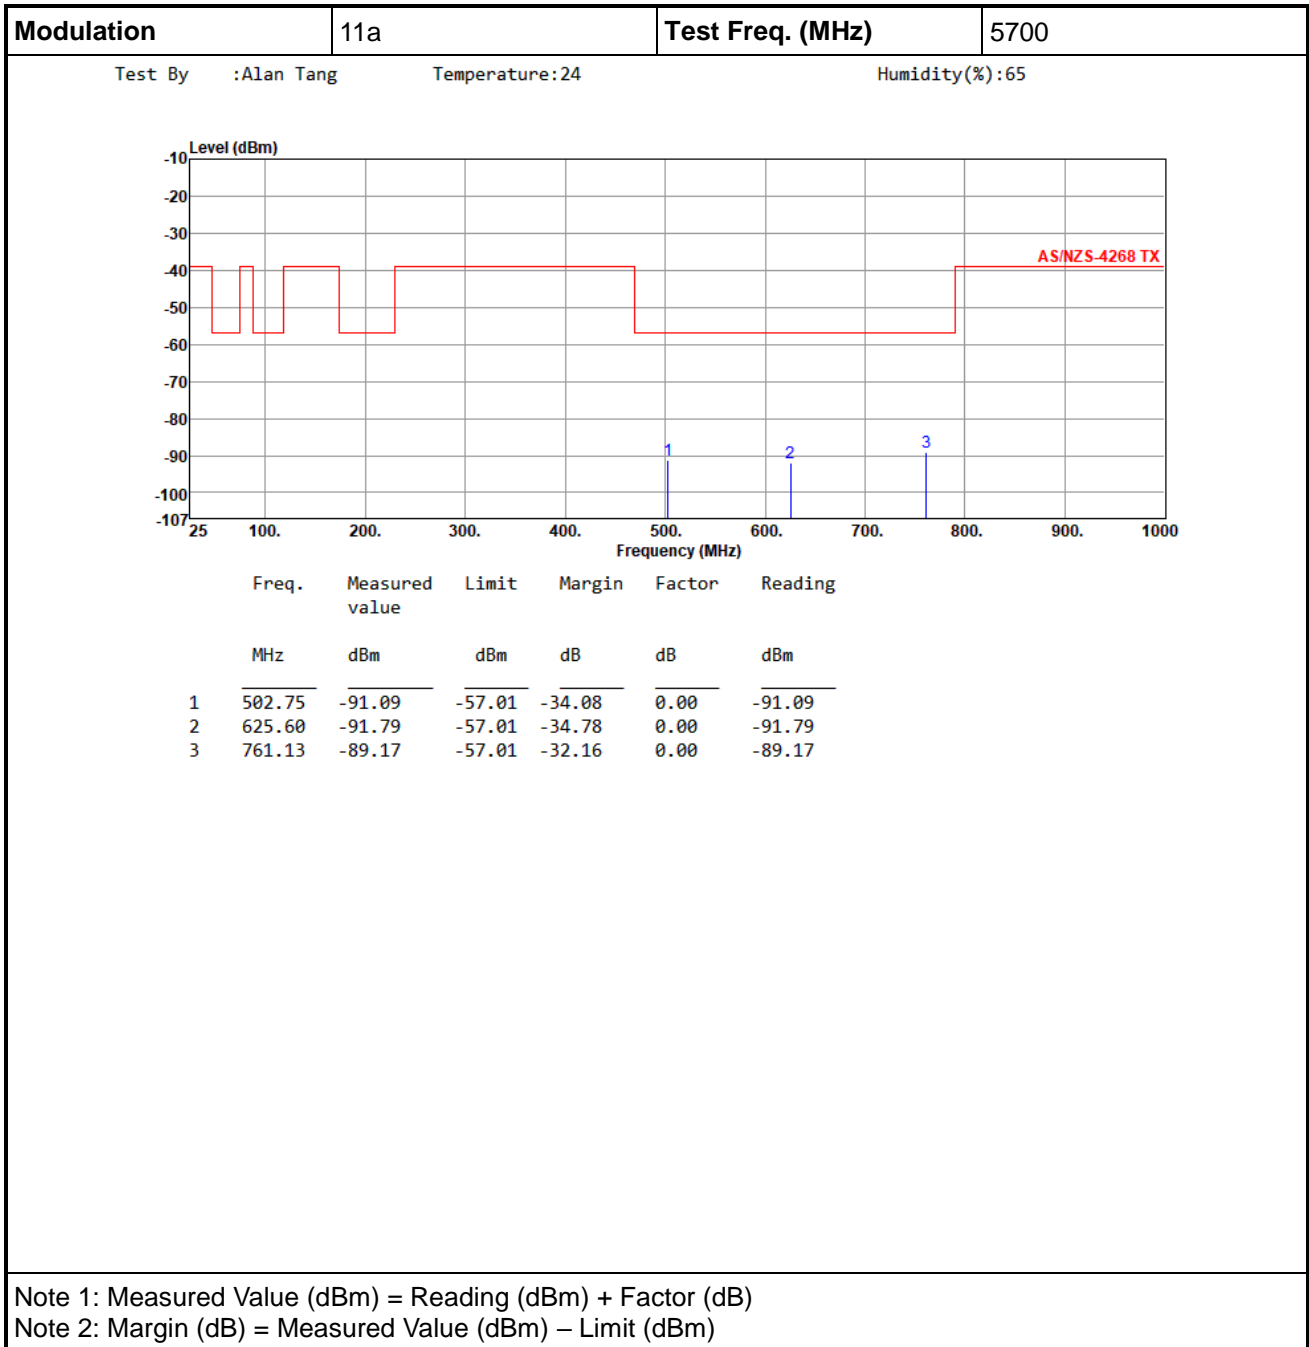 Modulation 11a Test Freq. (MHz) 5700
Test By :Alan Tang Temperature:24 Humidity(%):65
Level (dBm)
-10
-20
-30
AS/NZS-4268 TX
-40
-50
-60
-70
-80
3
1
2
-90
-100
-107
25 100. 200. 300. 400. 500. 600. 700. 800. 900. 1000
Frequency (MHz)
Freq. Measured Limit Margin Factor Reading
value
MHz dBm dBm dB dB dBm
1 502.75 -91.09 -57.01 -34.08 0.00 -91.09
2 625.60 -91.79 -57.01 -34.78 0.00 -91.79
3 761.13 -89.17 -57.01 -32.16 0.00 -89.17
Note 1: Measured Value (dBm) = Reading (dBm) + Factor (dB)
Note 2: Margin (dB) = Measured Value (dBm) – Limit (dBm)